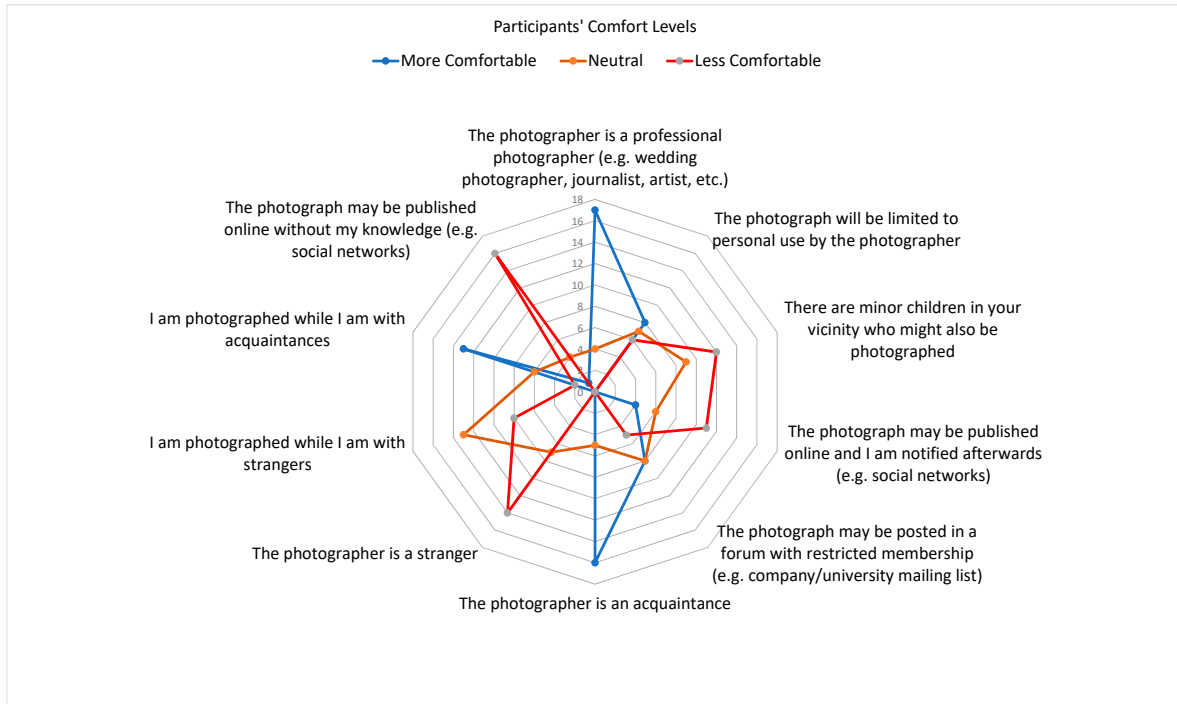 Participants' Comfort Levels
More Comfortable
Neutral
Less Comfortable
The photographer is a professional
photographer (e.g. wedding
photographer, journalist, artist, etc.)
The photograph will be limited to
personal use by the photographer
There are minor children in your
vicinity who might also be
photographed
The photograph may be published
online and I am notified afterwards
(e.g. social networks)
The photograph may be posted in a
forum with restricted membership
(e.g. company/university mailing list)
The photographer is an acquaintance
The photographer is a stranger
I am photographed while I am with
strangers
I am photographed while I am with
acquaintances
The photograph may be published
online without my knowledge (e.g.
social networks)
18
16
14
12
10
8
6
4
2
0